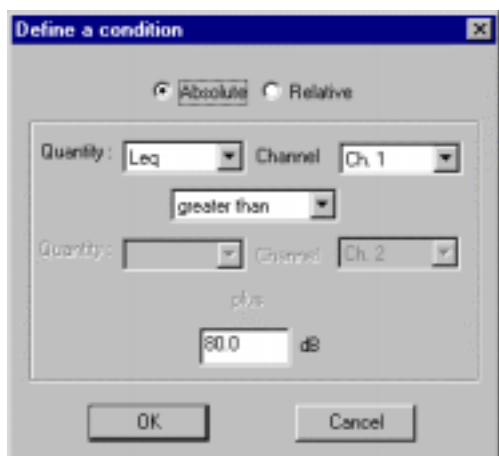 Define a condition
Absolute Relative
Quantity : Leq Channel Ch. 1
greater than
Quantity : Channel Ch. 2
plus
80.0 dB
OK Cancel